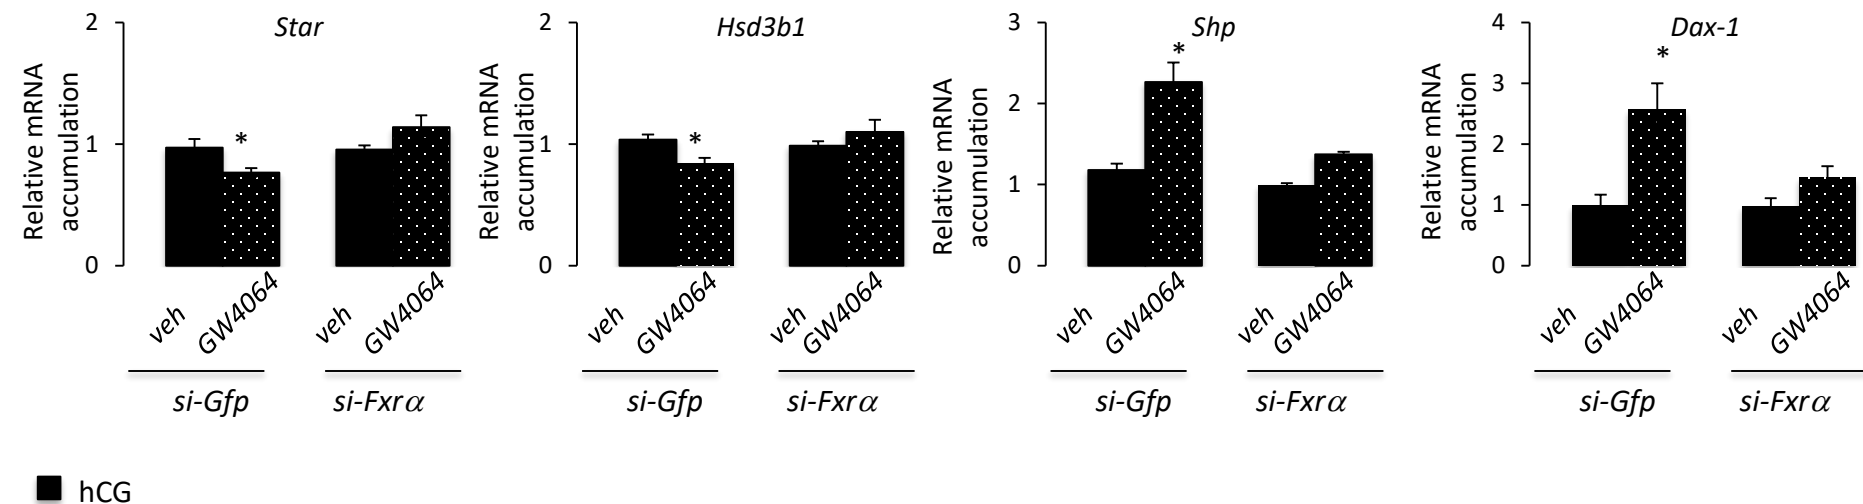 Star
Relative mRNA
accumulation
2
1
0
*
veh
GW4064
veh
GW4064
si-Gfp
si-Fxrα
Hsd3b1
Relative mRNA
accumulation
2
1
0
*
veh
GW4064
veh
GW4064
si-Gfp
si-Fxrα
Shp
Relative mRNA
accumulation
3
2
1
0
*
veh
GW4064
veh
GW4064
si-Gfp
si-Fxrα
Dax-1
Relative mRNA
accumulation
4
3
2
1
0
*
veh
GW4064
veh
GW4064
si-Gfp
si-Fxrα
hCG